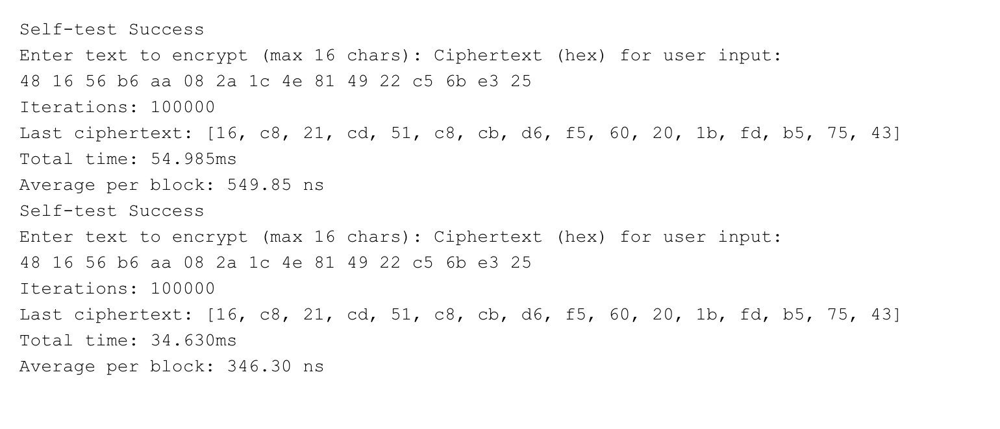 Self-test Success
Enter text to encrypt (max 16 chars): Ciphertext (hex) for user input:
48 16 56 b6 aa 08 2a 1c 4e 81 49 22 c5 6b e3 25
Iterations: 100000
Last ciphertext: [16, c8, 21, cd, 51, c8, cb, d6, f5, 60, 20, 1b, fd, b5, 75, 43]
Total time: 54.985ms
Average per block: 549.85 ns
Self-test Success
Enter text to encrypt (max 16 chars): Ciphertext (hex) for user input:
48 16 56 b6 aa 08 2a 1c 4e 81 49 22 c5 6b e3 25
Iterations: 100000
Last ciphertext: [16, c8, 21, cd, 51, c8, cb, d6, f5, 60, 20, 1b, fd, b5, 75, 43]
Total time: 34.630ms
Average per block: 346.30 ns